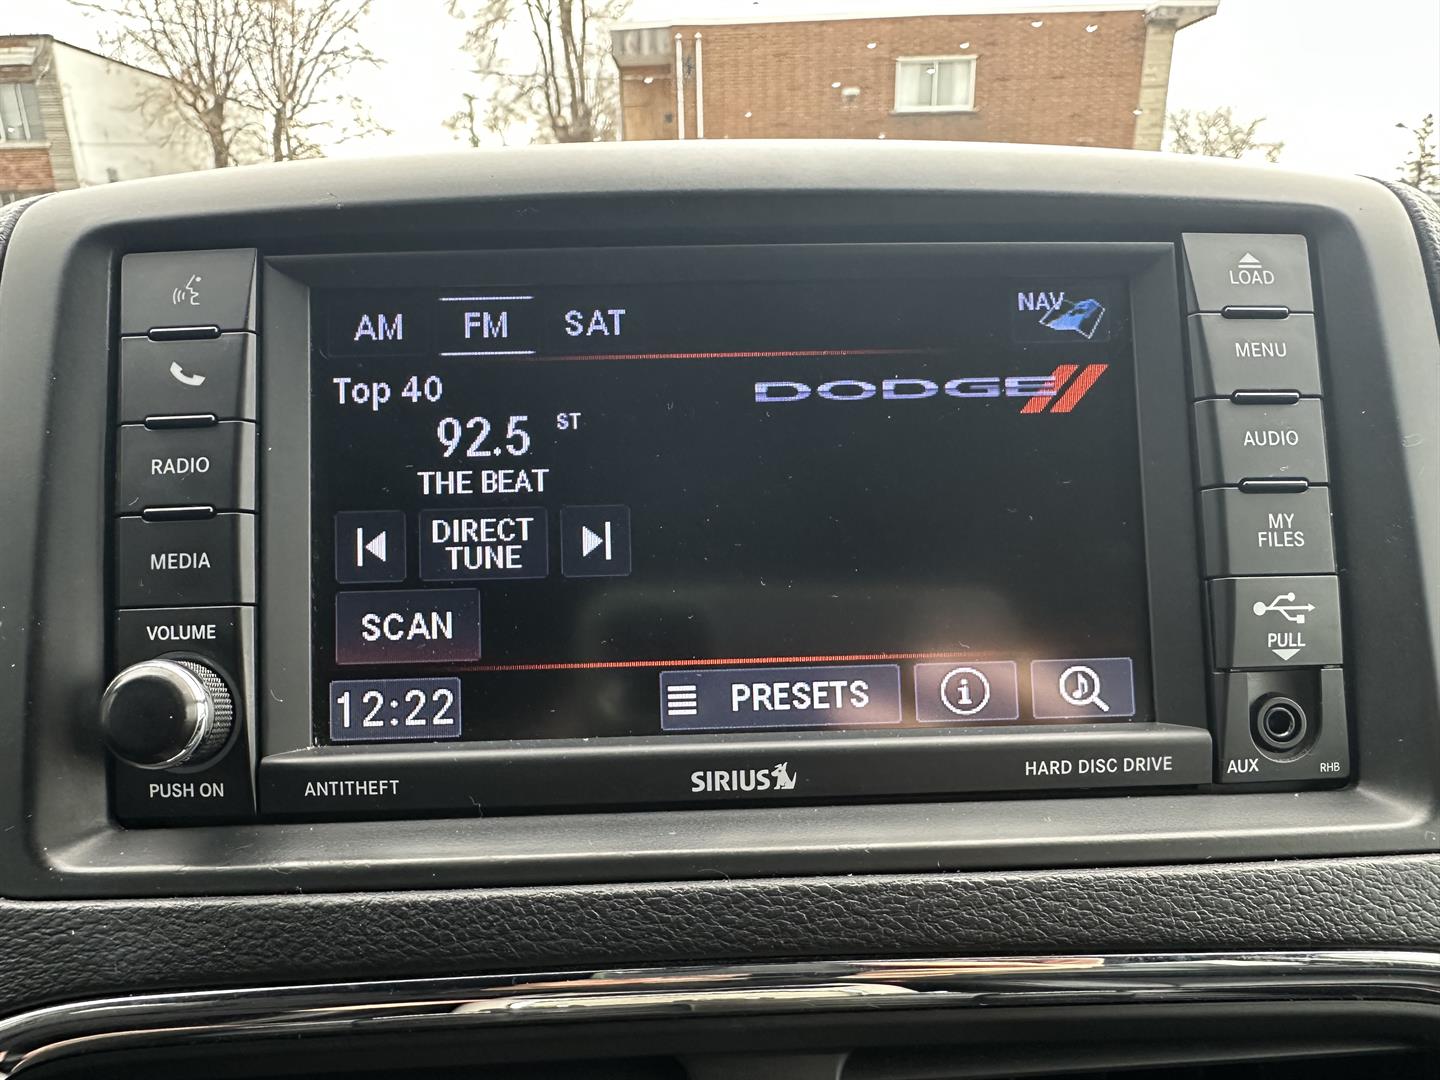 AM FM SAT NAV
Top 40
DODGE
92.5 ST
THE BEAT
DIRECT
TUNE
SCAN
12:22 PRESETS i
RADIO
MEDIA
VOLUME
PUSH ON
LOAD
MENU
AUDIO
MY
FILES
PULL
AUX RHB
ANTITHEFT SIRIUS HARD DISC DRIVE